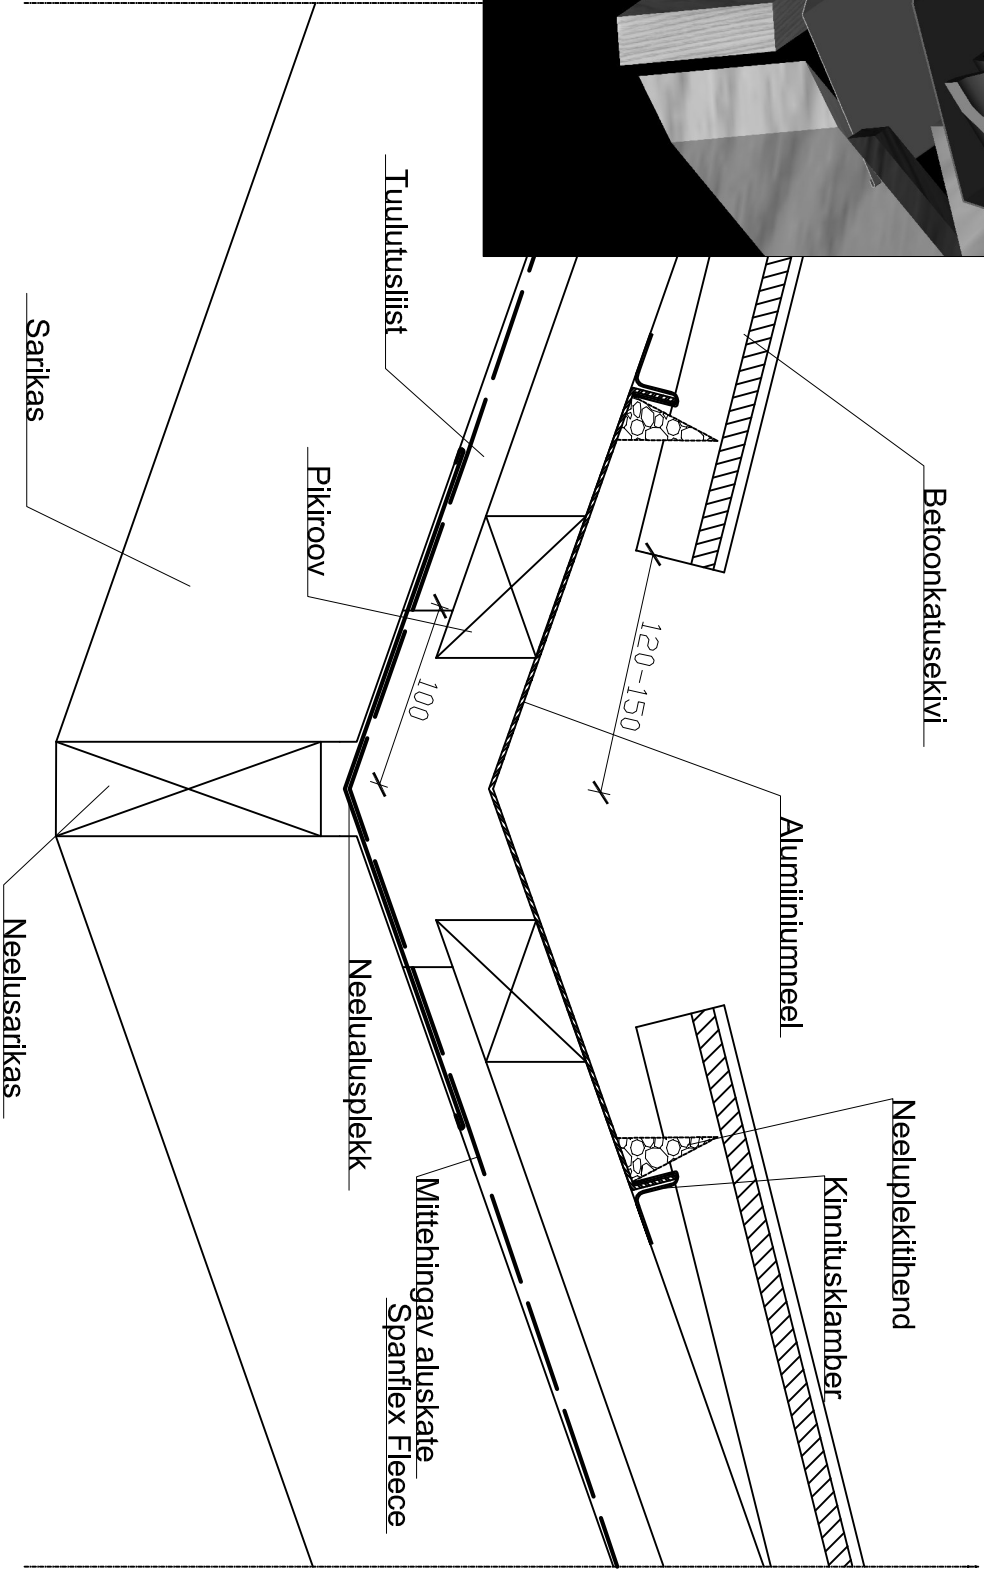 Betoonkatusekivi
Alumiiniumneel
Neeluplekitihend
Kinnitusklamber
Tuulutusliist
120-150
Mittehingav aluskate
Spanflex Fleece
100
Neelualusplekk
Pikiroov
Sarikas
Neelusarikas